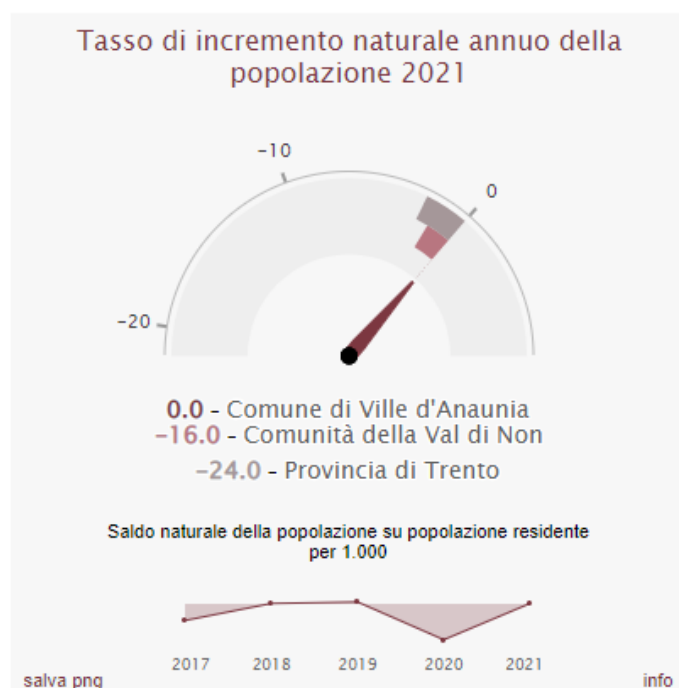 Tasso di incremento naturale annuo della
popolazione 2021
-10
0
-20
0.0 - Comune di Ville d'Anaunia
-16.0 - Comunità della Val di Non
-24.0 - Provincia di Trento
Saldo naturale della popolazione su popolazione residente
per 1.000
2017 2018 2019 2020 2021
salva png info